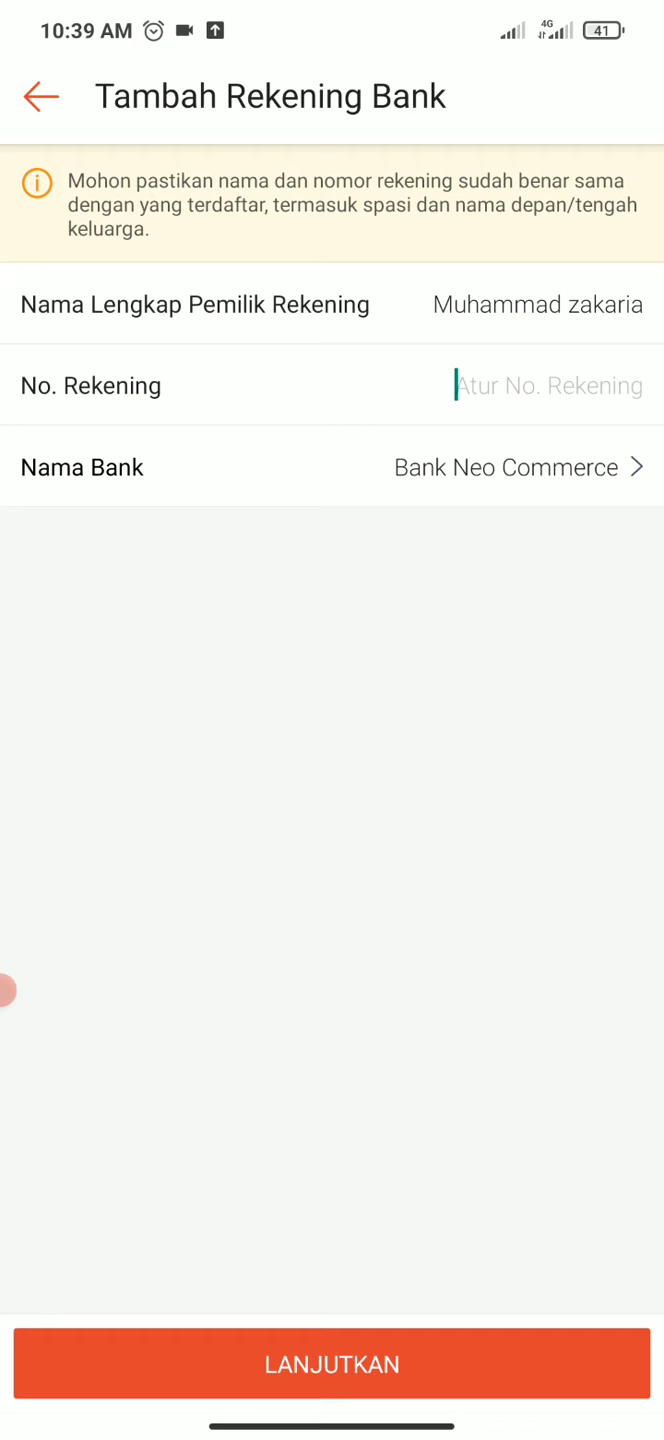 10:39 AM
4G
41
Tambah Rekening Bank
Mohon pastikan nama dan nomor rekening sudah benar sama
dengan yang terdaftar, termasuk spasi dan nama depan/tengah
keluarga.
Nama Lengkap Pemilik Rekening Muhammad zakaria
No. Rekening Atur No. Rekening
Nama Bank Bank Neo Commerce
LANJUTKAN